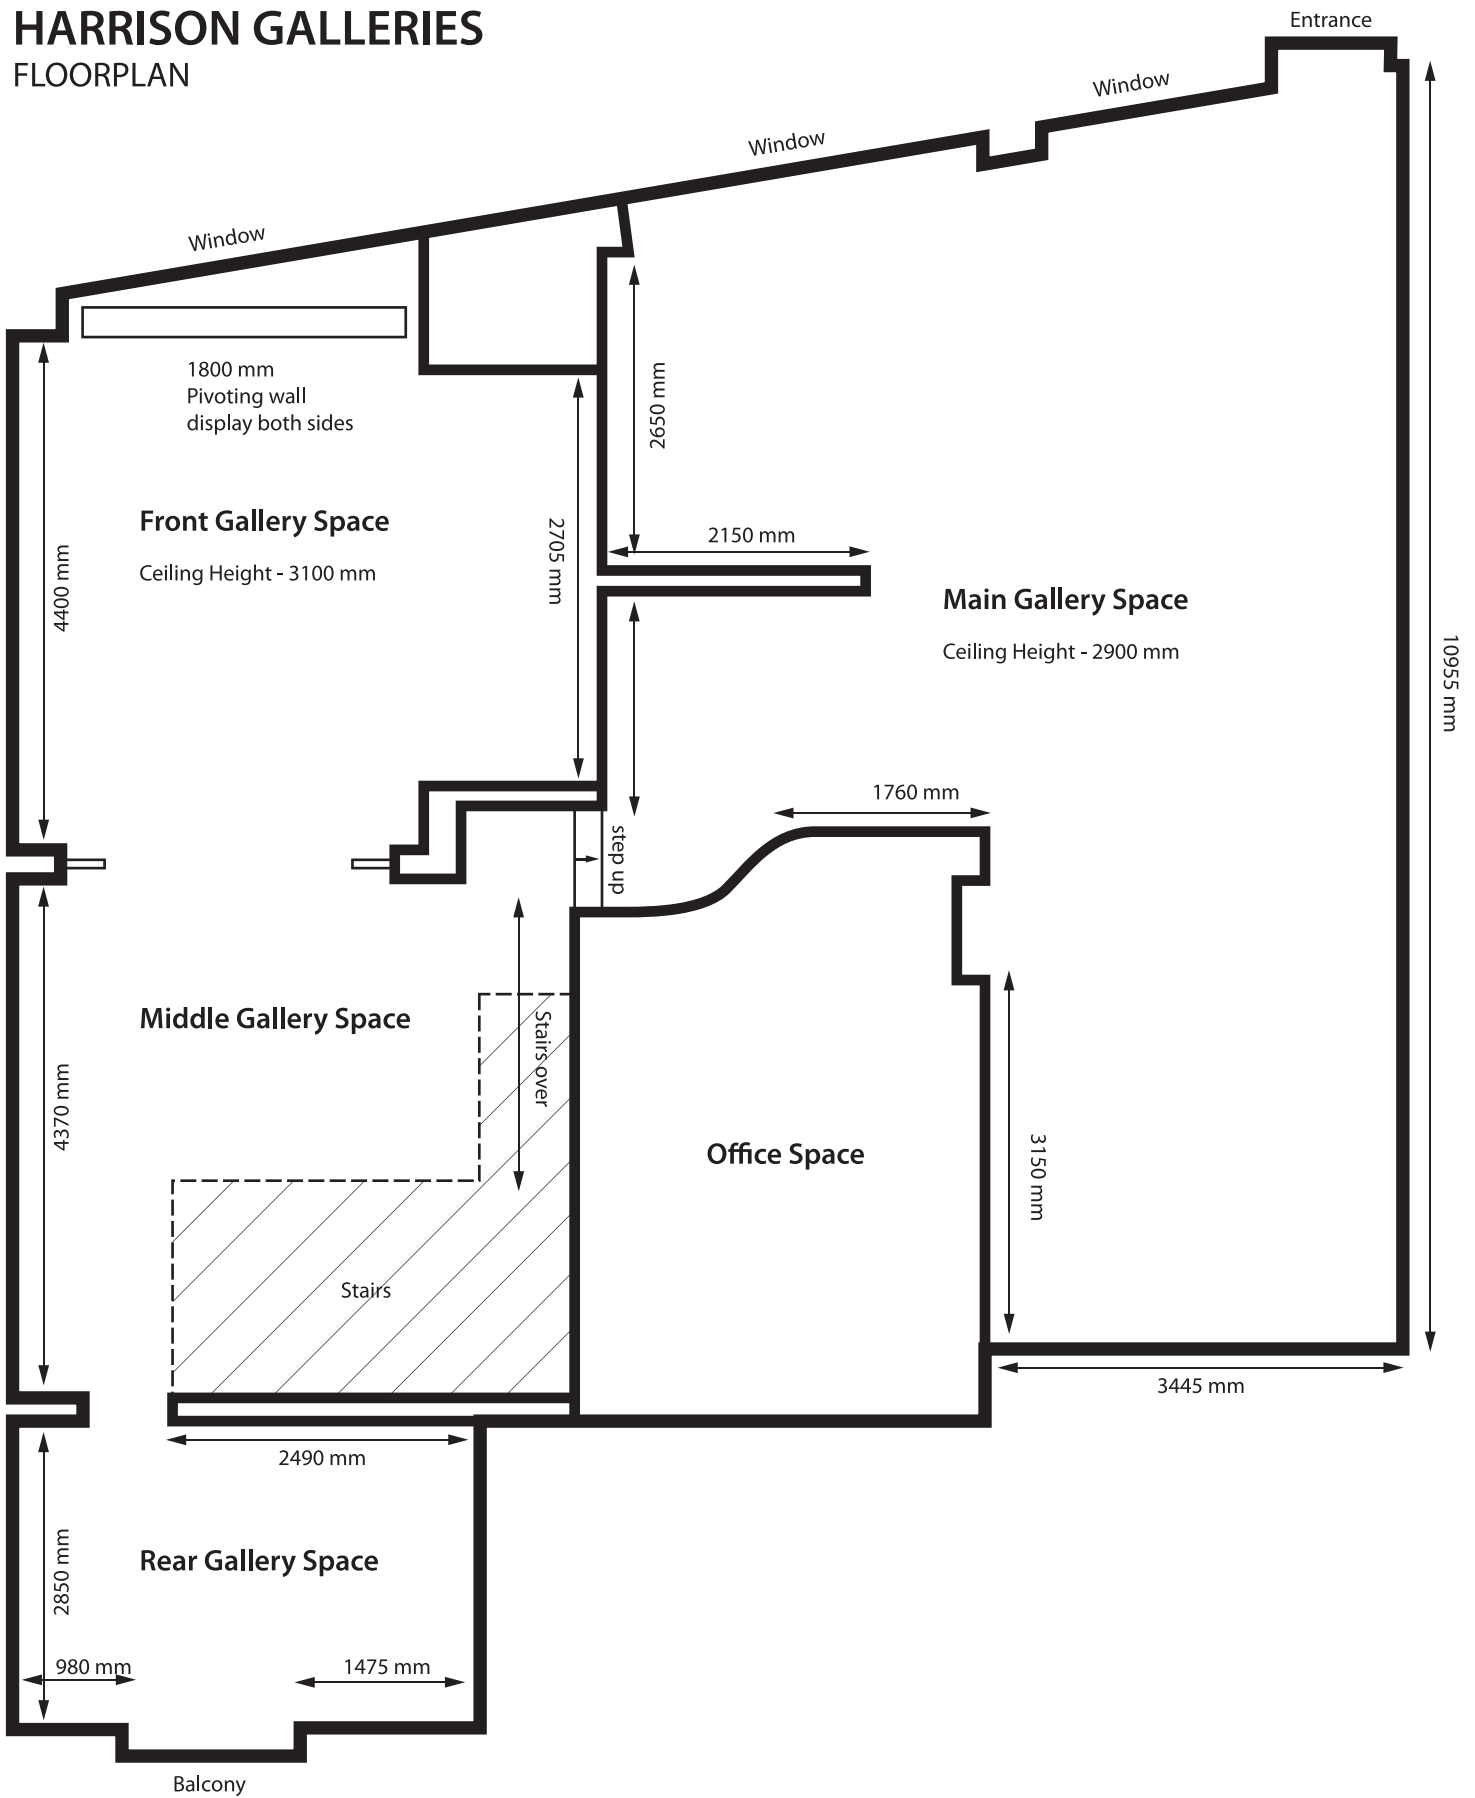 HARRISON GALLERIES
FLOORPLAN
Entrance
Window
Window
Window
1800 mm
Pivoting wall
display both sides
2650 mm
Front Gallery Space
Ceiling Height - 3100 mm
4400 mm
2705 mm
2150 mm
Main Gallery Space
Ceiling Height - 2900 mm
10955 mm
1760 mm
step up
Middle Gallery Space
Stairs over
4370 mm
Office Space
3150 mm
Stairs
3445 mm
2490 mm
Rear Gallery Space
2850 mm
980 mm
1475 mm
Balcony